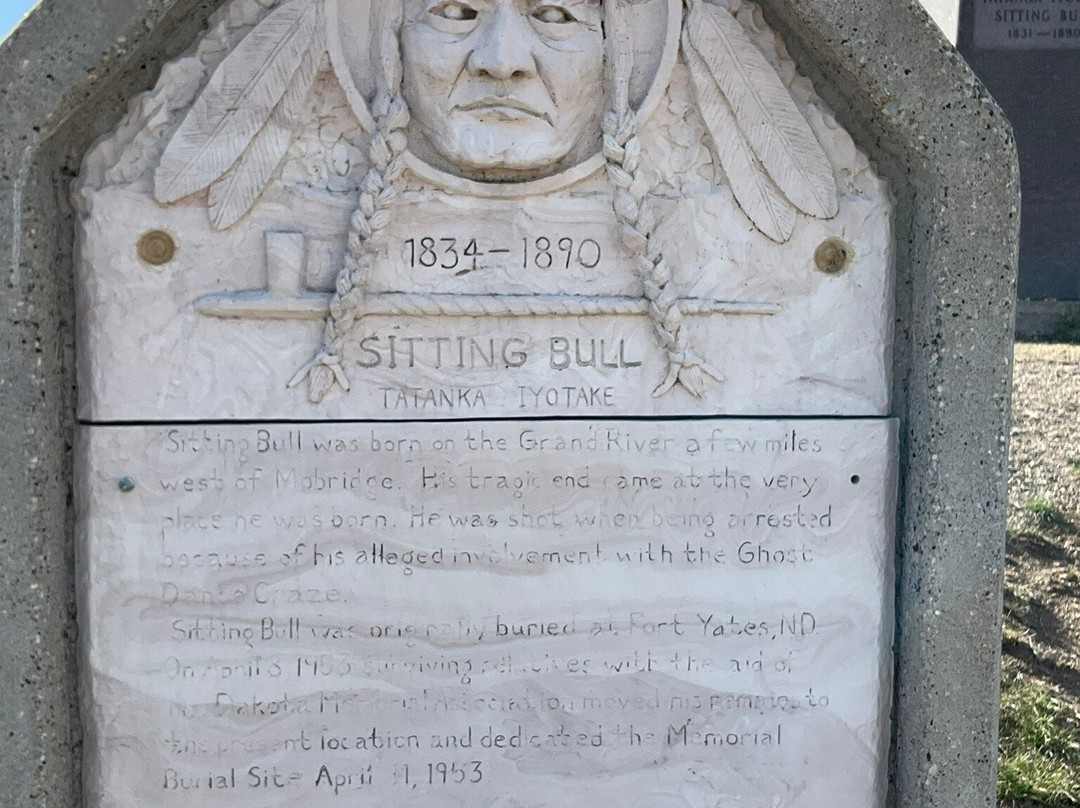 SITTING BU
1831—1890
1834-1890
SITTING BULL
TATANKA IYOTAKE
Sitting Bull was born on the Grand River a few miles
west of Mobridge. His tragic end came at the very
place he was born. He was shot when being arrested
because of his alleged involvement with the Ghost
Dance Craze.
Sitting Bull was originally buried at Fort Yates, ND.
On April 8 1953 surviving relatives with the aid of
Dakota Memorial Association moved his remains to
the present location and dedicated the Memorial
Burial Site April 11, 1953